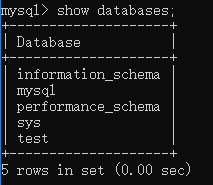 mysql> show databases;
+--------------------+
| Database           |
+--------------------+
| information_schema |
| mysql              |
| performance_schema |
| sys                |
| test               |
+--------------------+
5 rows in set (0.00 sec)